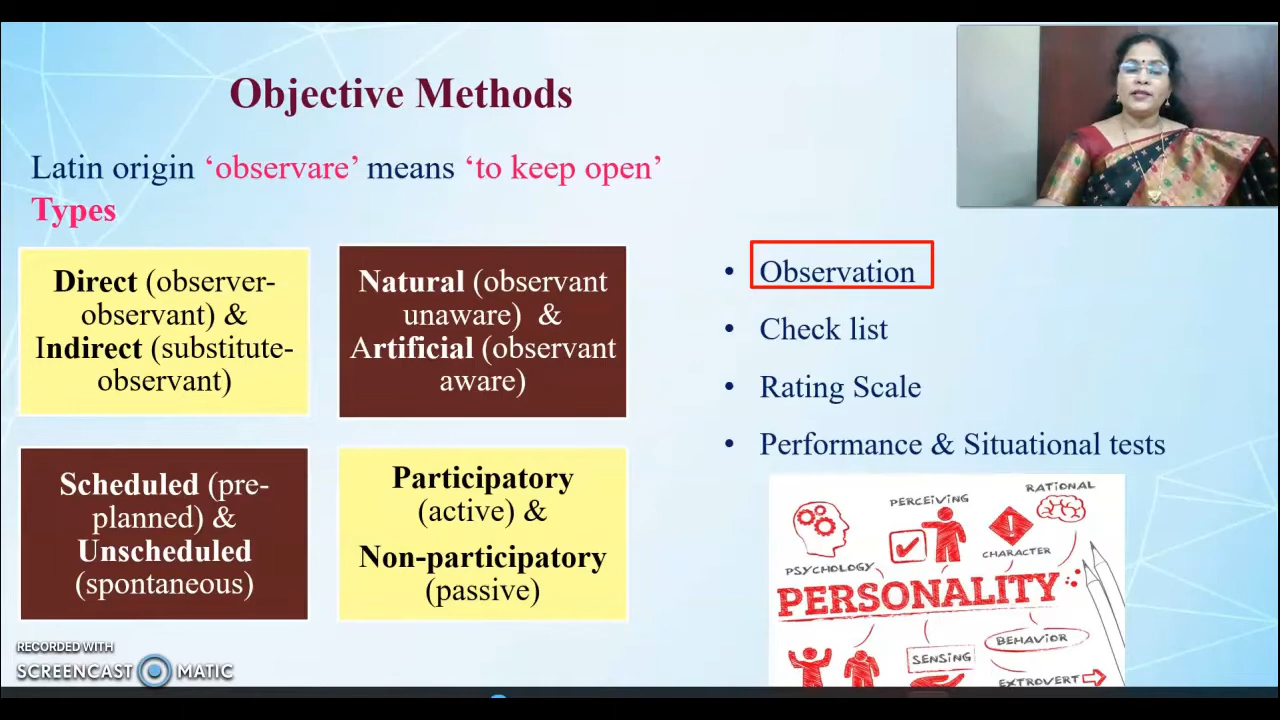 Objective Methods
Latin origin ‘observare’ means ‘to keep open’
Types
Direct (observer-
observant) &
Indirect (substitute-
observant)
Natural (observant
unaware) &
Artificial (observant
aware)
Scheduled (pre-
planned) &
Unscheduled
(spontaneous)
Participatory
(active) &
Non-participatory
(passive)
• Observation
• Check list
• Rating Scale
• Performance & Situational tests
PSYCHOLOGY
PERCEIVING
CHARACTER
RATIONAL
PERSONALITY
SENSING
BEHAVIOR
EXTROVERT
RECORDED WITH
SCREENCAST MATIC